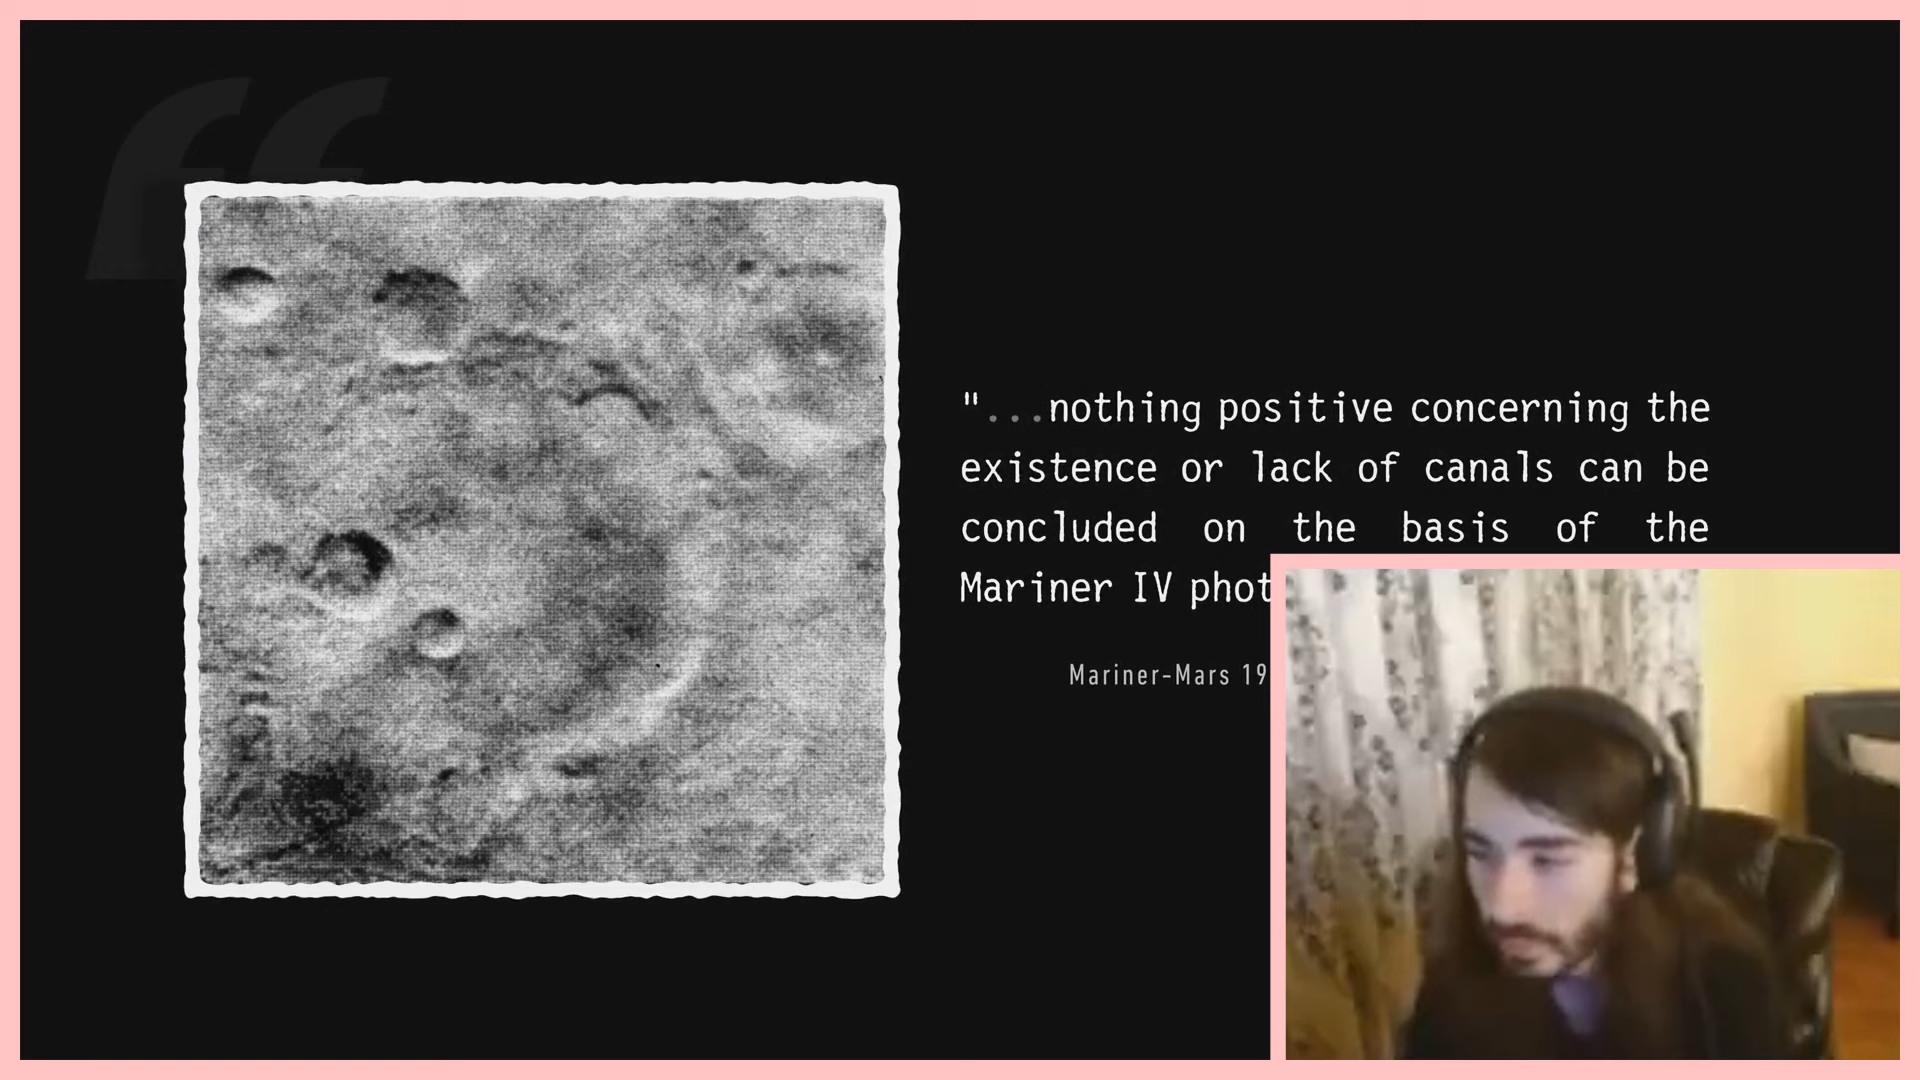 "...nothing positive concerning the
existence or lack of canals can be
concluded on the basis of the
Mariner IV phot
Mariner-Mars 19